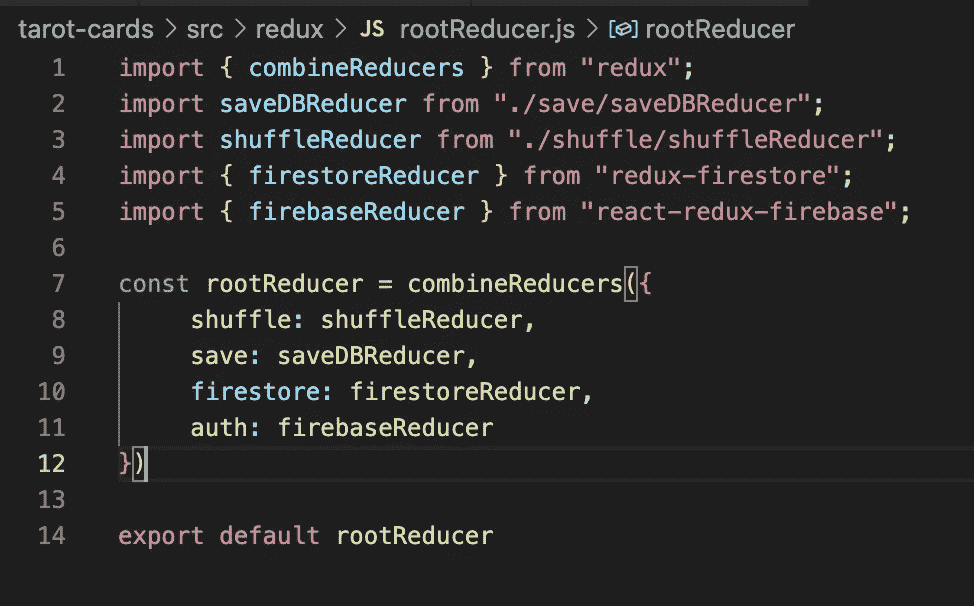 tarot-cards > src > redux > JS rootReducer.js > rootReducer
1 import { combineReducers } from "redux";
2 import saveDBReducer from "./save/saveDBReducer";
3 import shuffleReducer from "./shuffle/shuffleReducer";
4 import { firestoreReducer } from "redux-firestore";
5 import { firebaseReducer } from "react-redux-firebase";
6
7 const rootReducer = combineReducers({
8     shuffle: shuffleReducer,
9     save: saveDBReducer,
10     firestore: firestoreReducer,
11     auth: firebaseReducer
12 })
13
14 export default rootReducer